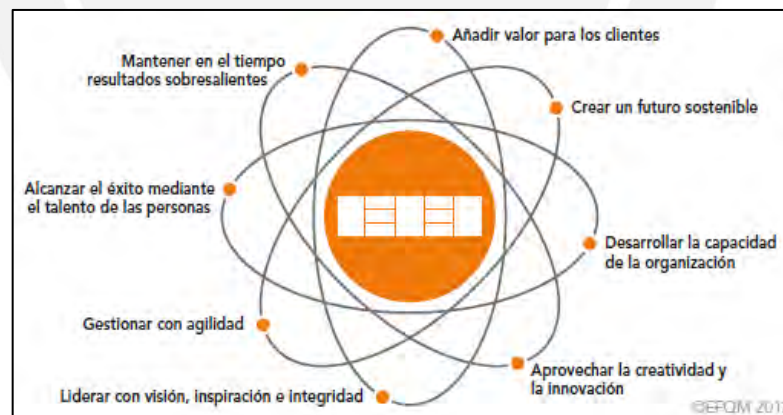 Añadir valor para los clientes
Mantener en el tiempo
resultados sobresalientes
Crear un futuro sostenible
Alcanzar el éxito mediante
el talento de las personas
Desarrollar la capacidad
de la organización
Gestionar con agilidad
Aprovechar la creatividad y
la innovación
Liderar con visión, inspiración e integridad
©EFQM 201